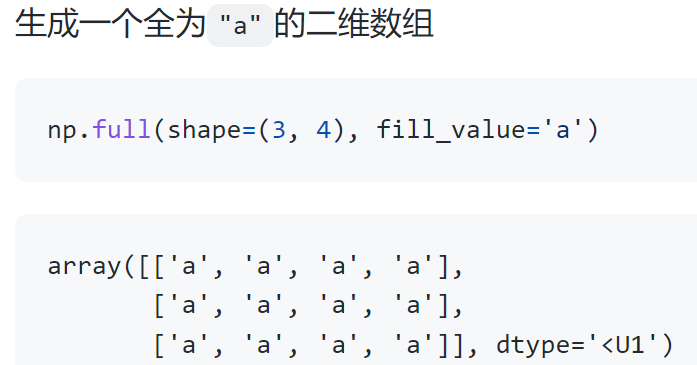 生成一个全为"a"的二维数组
np.full(shape=(3, 4), fill_value='a')
array([['a', 'a', 'a', 'a'],
       ['a', 'a', 'a', 'a'],
       ['a', 'a', 'a', 'a']], dtype='<U1')